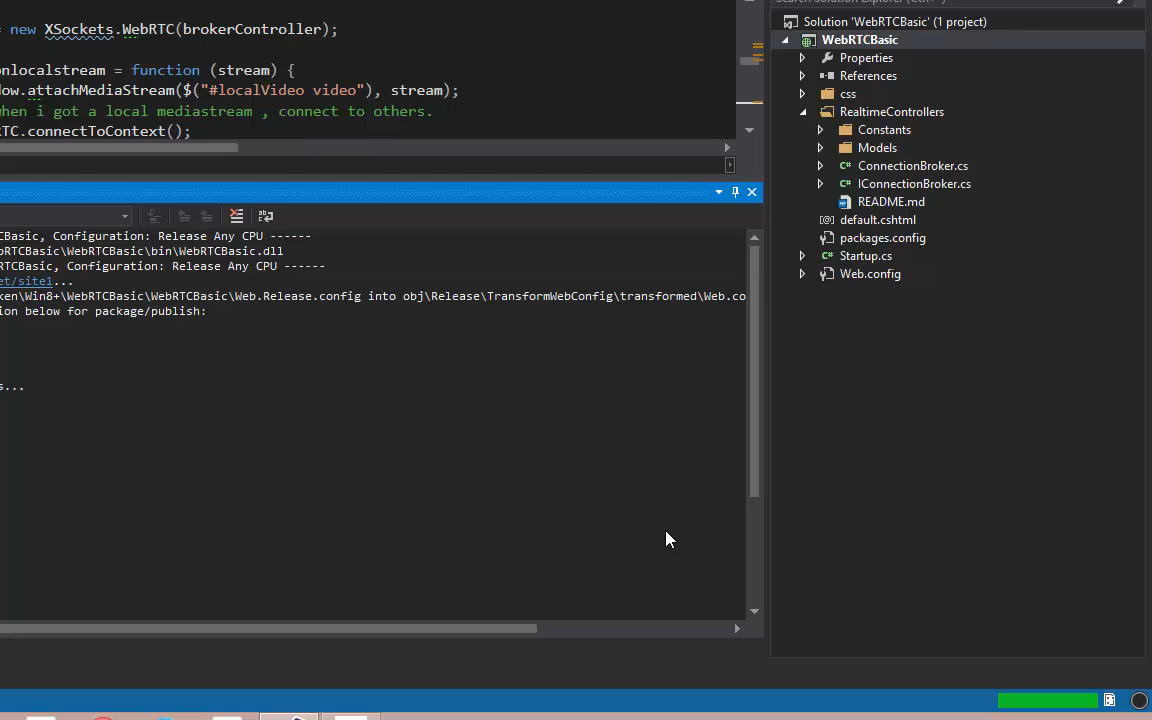 = new XSockets.WebRTC(brokerController);
onlocalstream = function (stream) {
dow.attachMediaStream($("#localVideo video"), stream);
when i got a local mediastream , connect to others.
RTC.connectToContext();
CBasic, Configuration: Release Any CPU ------
bRTCBasic\WebRTCBasic\bin\WebRTCBasic.dll
RTCBasic, Configuration: Release Any CPU ------
et/site1...
ken\Win8+\WebRTCBasic\WebRTCBasic\Web.Release.config into obj\Release\TransformWebConfig\transformed\Web.co
ion below for package/publish:
s...
Solution 'WebRTCBasic' (1 project)
WebRTCBasic
Properties
References
css
RealtimeControllers
Constants
Models
C# ConnectionBroker.cs
C# IConnectionBroker.cs
README.md
default.cshtml
packages.config
C# Startup.cs
Web.config